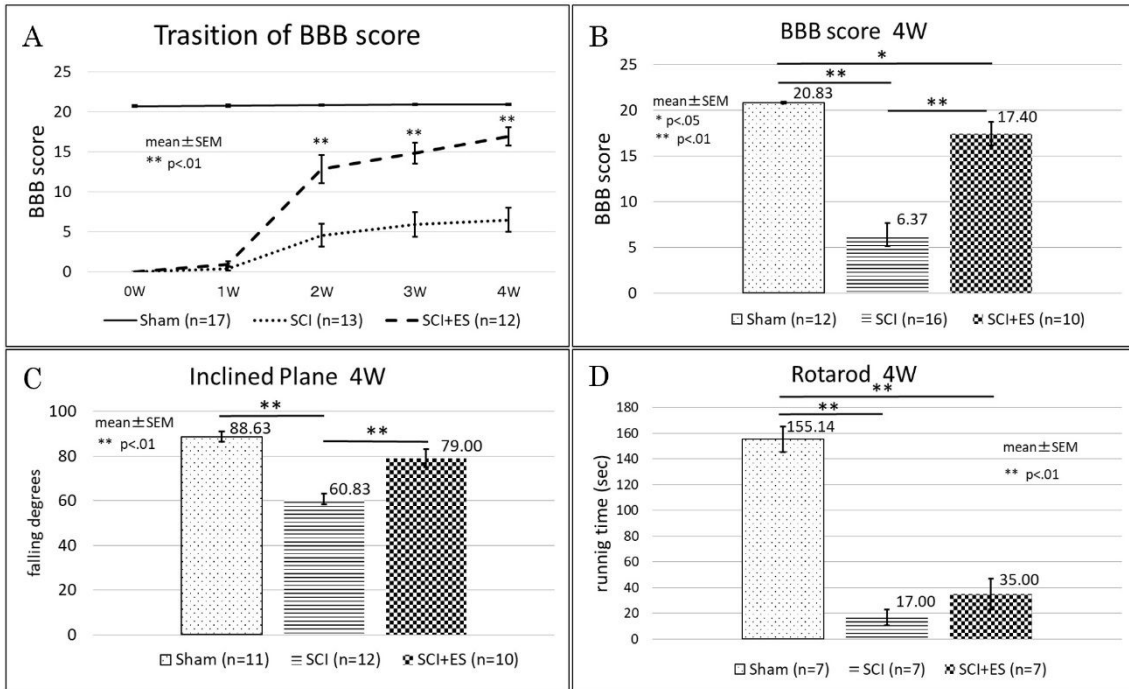 A
Trasition of BBB score
25
20
15
10
5
0
BBB score
mean±SEM
** p<.01
**
**
**
0W 1W 2W 3W 4W
Sham (n=17) SCI (n=13) SCI+ES (n=12)
B
BBB score 4W
25
20
15
10
5
0
BBB score
mean±SEM
* p<.05
** p<.01
*
**
**
20.83
6.37
17.40
Sham (n=12) SCI (n=16) SCI+ES (n=10)
C
Inclined Plane 4W
100
80
60
40
20
0
falling degrees
mean±SEM
** p<.01
**
**
88.63
60.83
79.00
Sham (n=11) SCI (n=12) SCI+ES (n=10)
D
Rotarod 4W
180
160
140
120
100
80
60
40
20
0
runnig time (sec)
**
**
155.14
mean±SEM
** p<.01
17.00
35.00
Sham (n=7) SCI (n=7) SCI+ES (n=7)